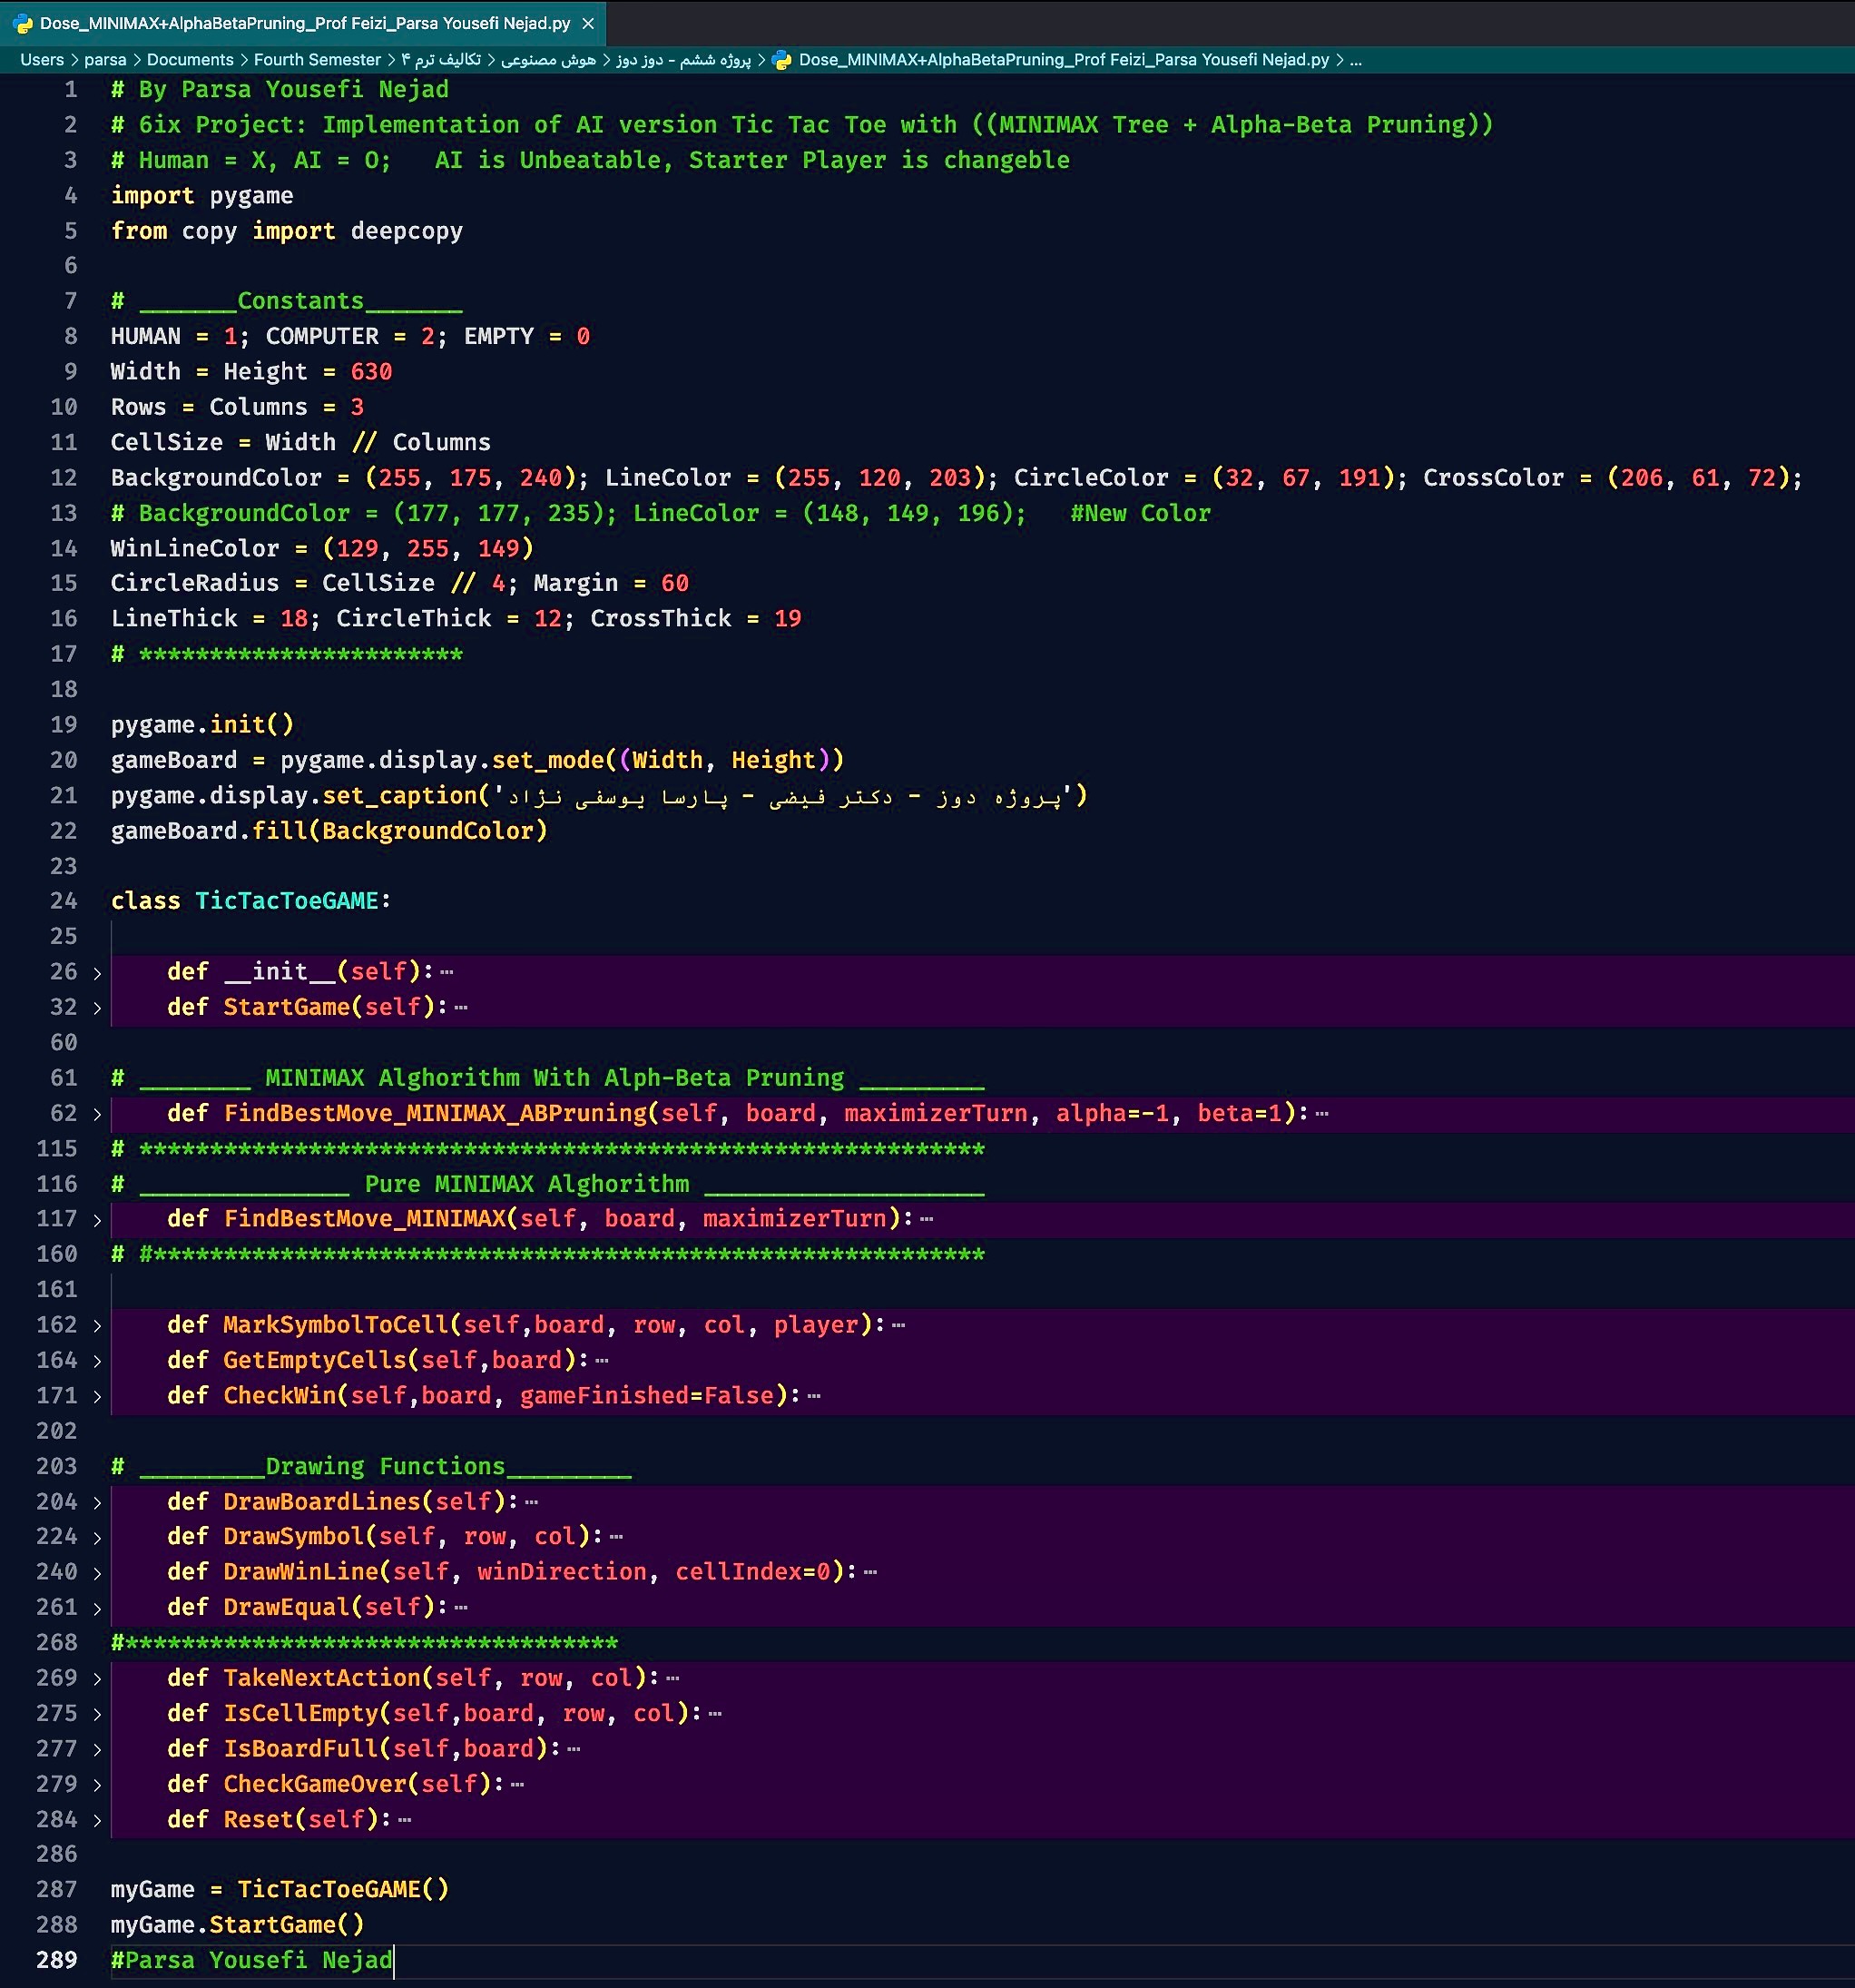 Dose_MINIMAX+AlphaBetaPruning_Prof Feizi_Parsa Yousefi Nejad.py ×
Users > parsa > Documents > Fourth Semester > تکالیف ترم ۴ > هوش مصنوعی > پروژه ششم - دوز دوز > Dose_MINIMAX+AlphaBetaPruning_Prof Feizi_Parsa Yousefi Nejad.py > ...
1 # By Parsa Yousefi Nejad
2 # 6ix Project: Implementation of AI version Tic Tac Toe with ((MINIMAX Tree + Alpha-Beta Pruning))
3 # Human = X, AI = O;   AI is Unbeatable, Starter Player is changeble
4 import pygame
5 from copy import deepcopy
6
7 # _______Constants_______
8 HUMAN = 1; COMPUTER = 2; EMPTY = 0
9 Width = Height = 630
10 Rows = Columns = 3
11 CellSize = Width // Columns
12 BackgroundColor = (255, 175, 240); LineColor = (255, 120, 203); CircleColor = (32, 67, 191); CrossColor = (206, 61, 72);
13 # BackgroundColor = (177, 177, 235); LineColor = (148, 149, 196);   #New Color
14 WinLineColor = (129, 255, 149)
15 CircleRadius = CellSize // 4; Margin = 60
16 LineThick = 18; CircleThick = 12; CrossThick = 19
17 # ***********************
18
19 pygame.init()
20 gameBoard = pygame.display.set_mode((Width, Height))
21 pygame.display.set_caption('پروژه دوز - دکتر فیضی - پارسا یوسفی نژاد')
22 gameBoard.fill(BackgroundColor)
23
24 class TicTacToeGAME:
25
26 >     def __init__(self):⋯
32 >     def StartGame(self):⋯
60
61 # ________ MINIMAX Alghorithm With Alph-Beta Pruning _________
62 >     def FindBestMove_MINIMAX_ABPruning(self, board, maximizerTurn, alpha=-1, beta=1):⋯
115 # ************************************************************
116 # _______________ Pure MINIMAX Alghorithm ____________________
117 >     def FindBestMove_MINIMAX(self, board, maximizerTurn):⋯
160 # #***********************************************************
161
162 >     def MarkSymbolToCell(self,board, row, col, player):⋯
164 >     def GetEmptyCells(self,board):⋯
171 >     def CheckWin(self,board, gameFinished=False):⋯
202
203 # _________Drawing Functions_________
204 >     def DrawBoardLines(self):⋯
224 >     def DrawSymbol(self, row, col):⋯
240 >     def DrawWinLine(self, winDirection, cellIndex=0):⋯
261 >     def DrawEqual(self):⋯
268 #***********************************
269 >     def TakeNextAction(self, row, col):⋯
275 >     def IsCellEmpty(self,board, row, col):⋯
277 >     def IsBoardFull(self,board):⋯
279 >     def CheckGameOver(self):⋯
284 >     def Reset(self):⋯
286
287 myGame = TicTacToeGAME()
288 myGame.StartGame()
289 #Parsa Yousefi Nejad